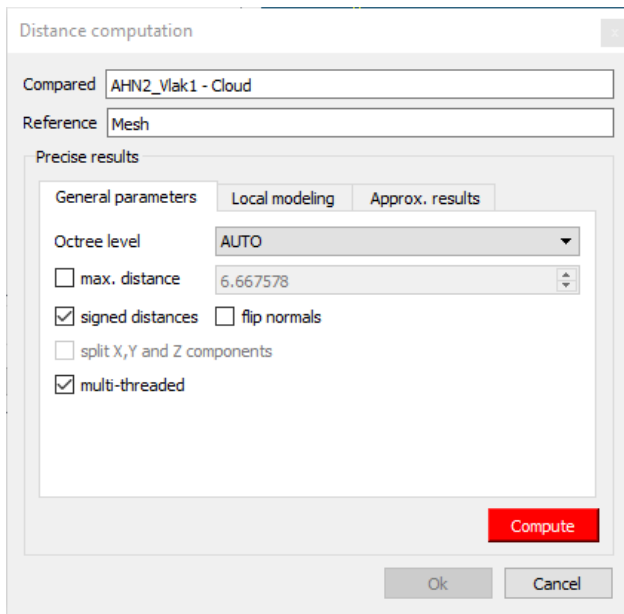 Distance computation
x
Compared AHN2_Vlak1 - Cloud
Reference Mesh
Precise results
General parameters Local modeling Approx. results
Octree level AUTO
max. distance 6.667578
signed distances flip normals
split X,Y and Z components
multi-threaded
Compute
Ok Cancel